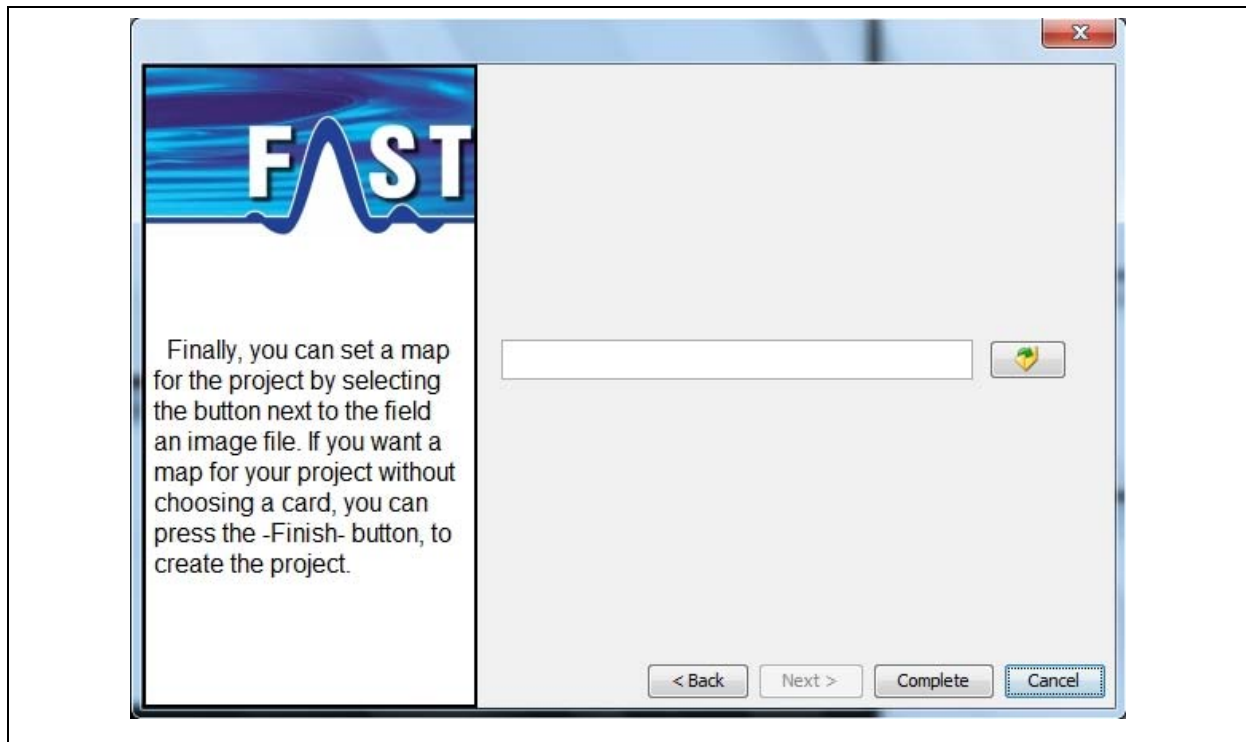 FAST
Finally, you can set a map
for the project by selecting
the button next to the field
an image file. If you want a
map for your project without
choosing a card, you can
press the -Finish- button, to
create the project.
< Back Next > Complete Cancel